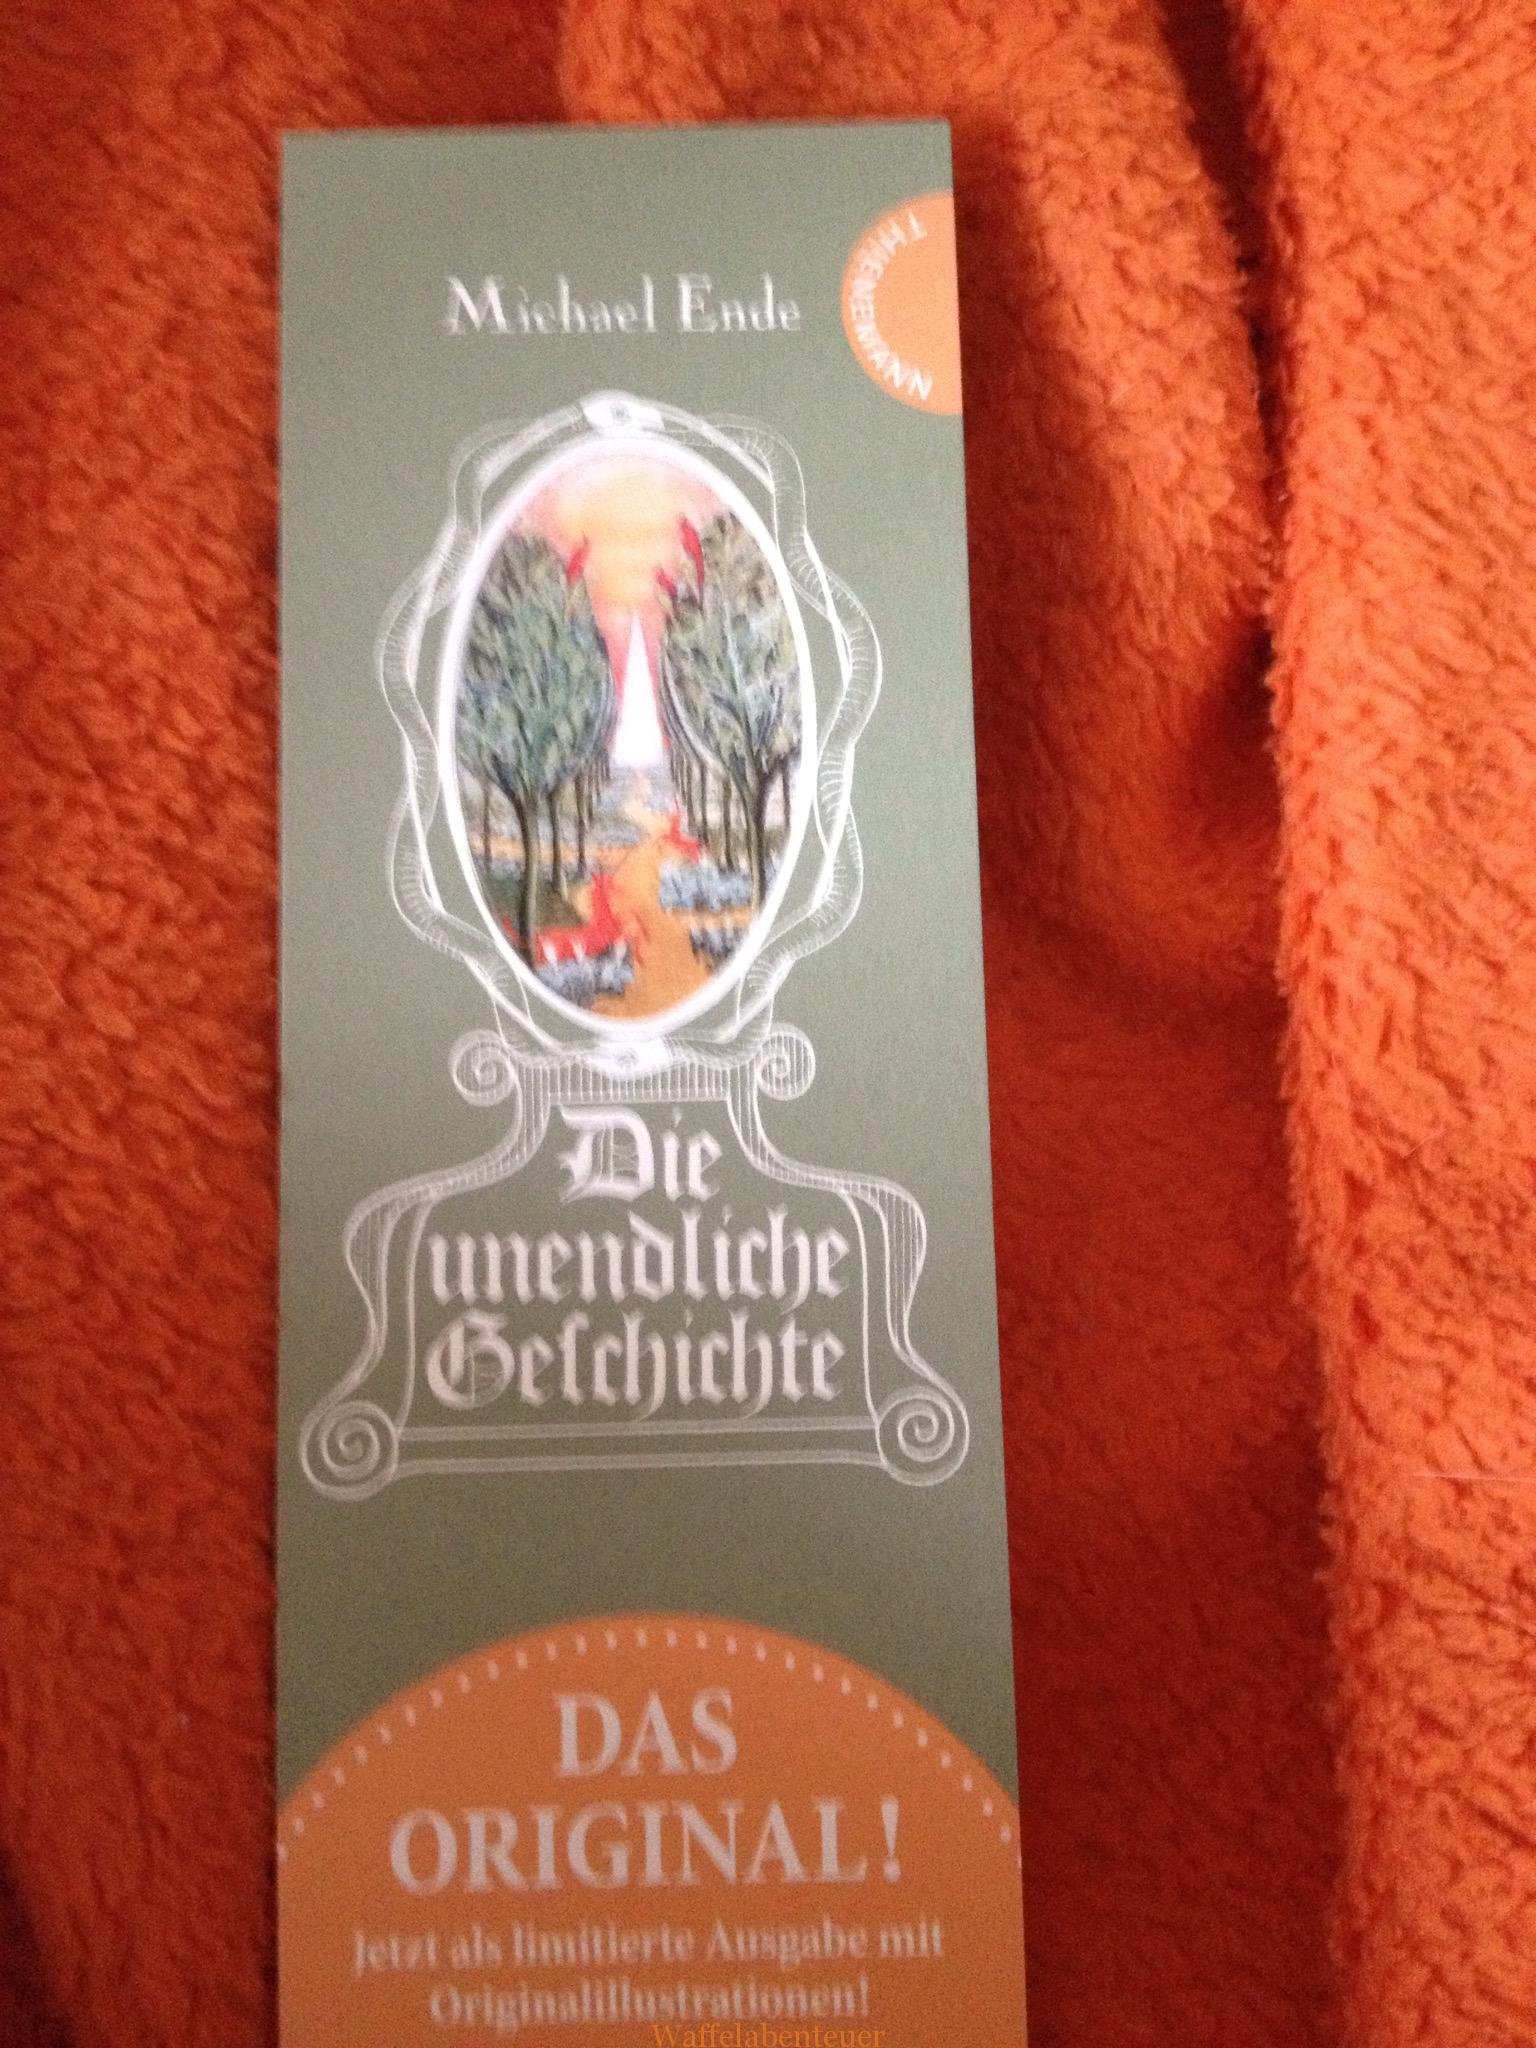 Michael Ende
THIENEMANN
Die
unendliche
Geſchichte
DAS
ORIGINAL!
Jetzt als limitierte Ausgabe mit
Originalillustrationen!
Waffelabenteuer